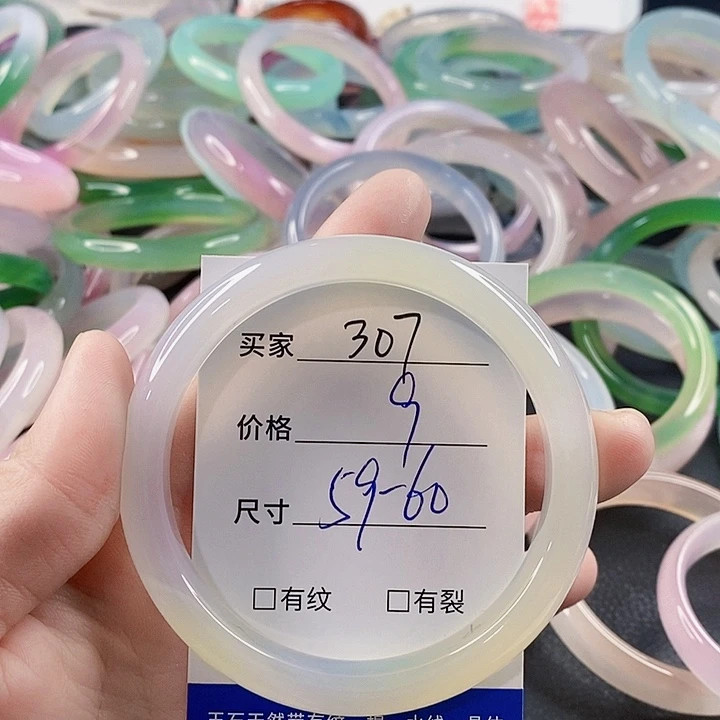 买家 307
价格 9
尺寸 59-60
□有纹 □有裂